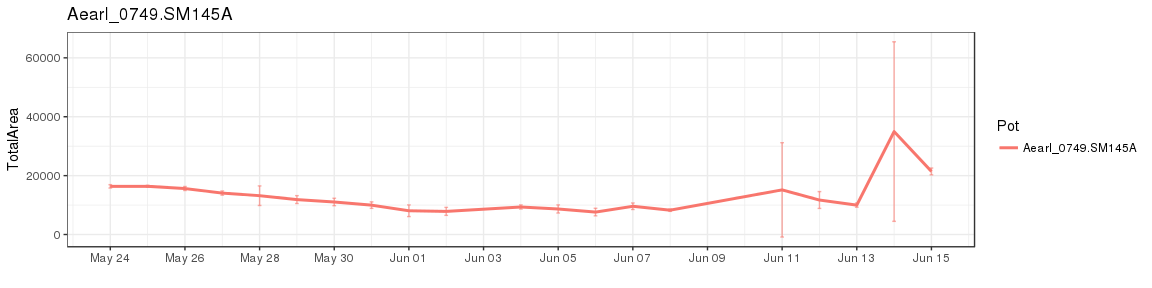 Aearl_0749.SM145A
TotalArea
60000
40000
20000
0
May 24 May 26 May 28 May 30 Jun 01 Jun 03 Jun 05 Jun 07 Jun 09 Jun 11 Jun 13 Jun 15
Pot
Aearl_0749.SM145A